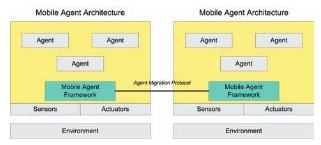 Mobile Agent Architecture
Agent
Agent
Agent
Mobile Agent
Framework
Sensors
Actuators
Environment
Agent Migration Protocol
Mobile Agent Architecture
Agent
Agent
Agent
Mobile Agent
Framework
Sensors
Actuators
Environment